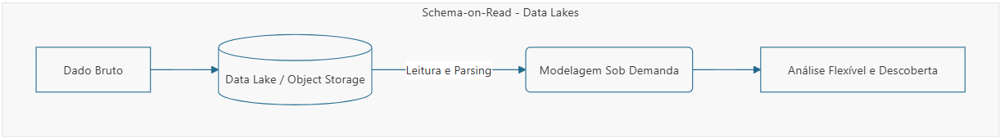 Schema-on-Read - Data Lakes
Dado Bruto
Data Lake / Object Storage
Leitura e Parsing
Modelagem Sob Demanda
Análise Flexível e Descoberta